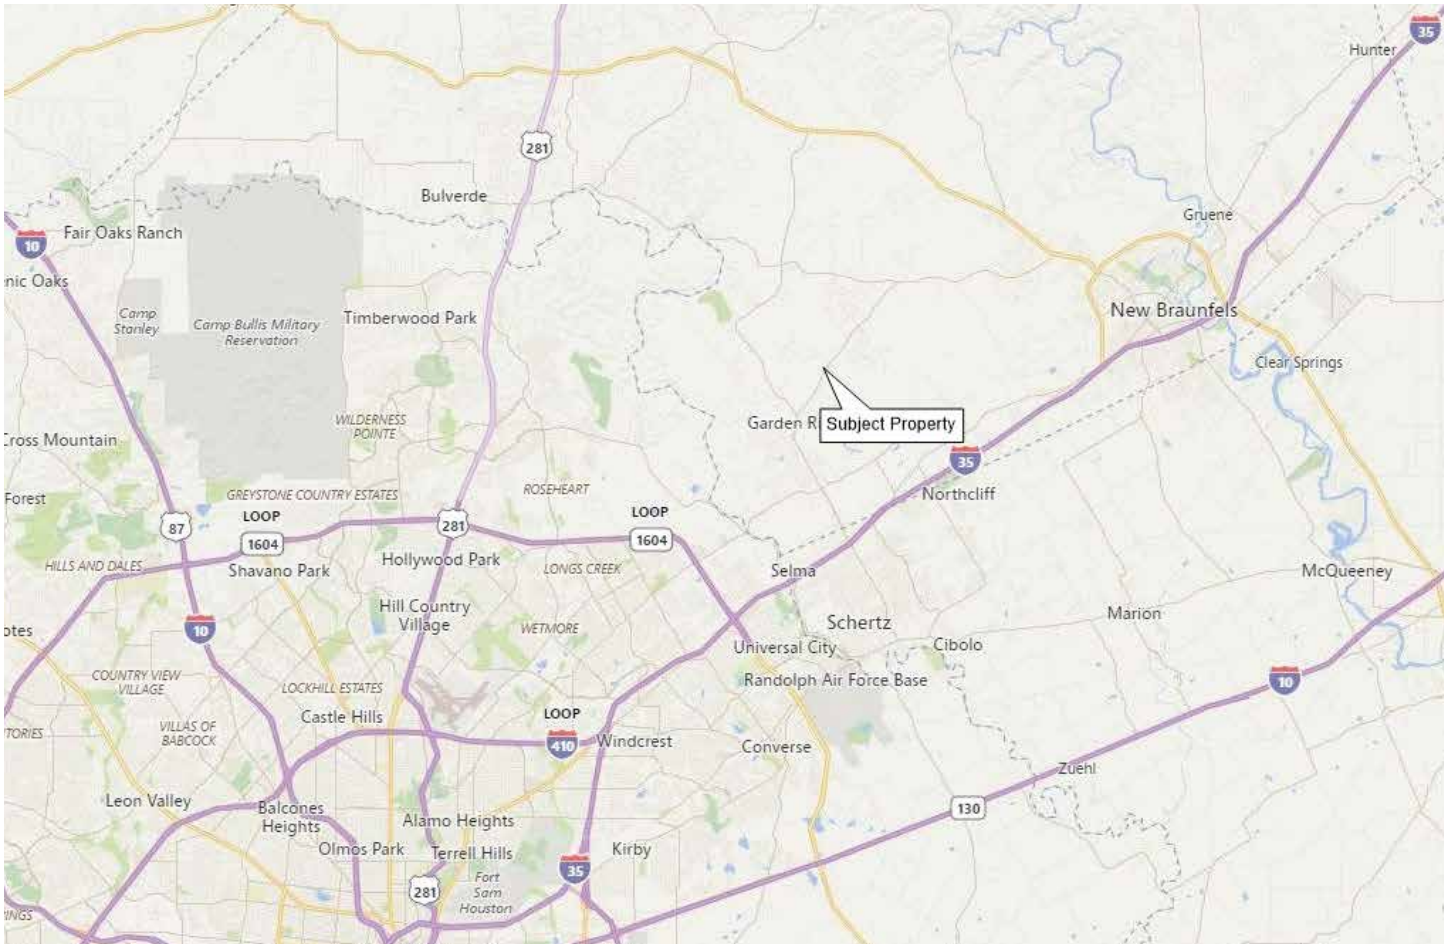 35
Hunter
281
Bulverde
Gruene
Fair Oaks Ranch
10
nic Oaks
Camp
Stanley
Camp Bullis Military
Reservation
Timberwood Park
New Braunfels
Clear Springs
WILDERNESS
POINTE
Garden R
Subject Property
Cross Mountain
35
Northcliff
Forest
GREYSTONE COUNTRY ESTATES
ROSEHEART
87
LOOP
1604
281
LOOP
1604
HILLS AND DALES
Shavano Park
Hollywood Park
LONGS CREEK
Selma
McQueeney
Hill Country
Village
WETMORE
Schertz
Marion
otes
10
Universal City
Cibolo
COUNTRY VIEW
VILLAGE
LOCKHILL ESTATES
Randolph Air Force Base
10
Castle Hills
LOOP
410
VILLAS OF
BABCOCK
TORIES
Windcrest
Converse
Zuehl
Leon Valley
Balcones
Heights
Alamo Heights
130
Olmos Park
Terrell Hills
Kirby
35
281
Fort
Sam
Houston
INGS